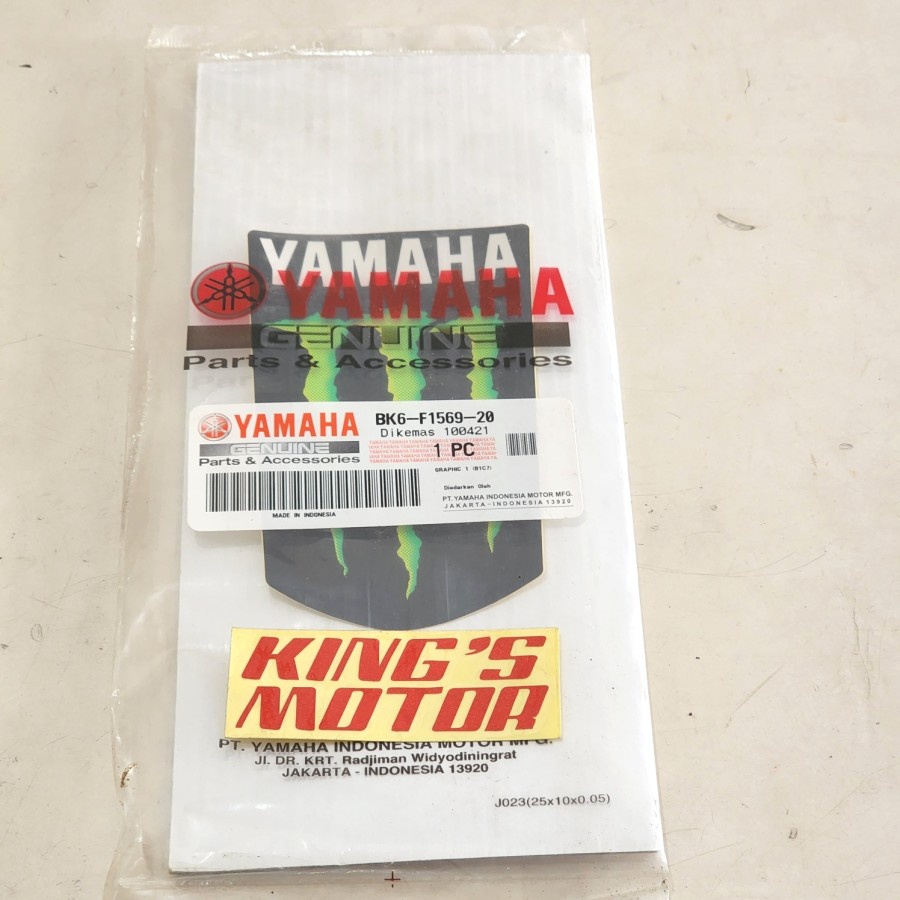 YAMAHA
YAMAHA
GENUINE
Parts & Accessories
YAMAHA
GENUINE
Parts & Accessories
MADE IN INDONESIA
BK6-F1569-20
Dikemas 100421
1 PC
GRAPHIC 1 (B1C7)
Diedarkan Oleh
PT. YAMAHA INDONESIA MOTOR MFG.
JAKARTA-INDONESIA 13920
KING'S
MOTOR
PT. YAMAHA INDONESIA MOTOR MFG.
Jl. DR. KRT. Radjiman Widyodiningrat
JAKARTA - INDONESIA 13920
J023(25x10x0.05)